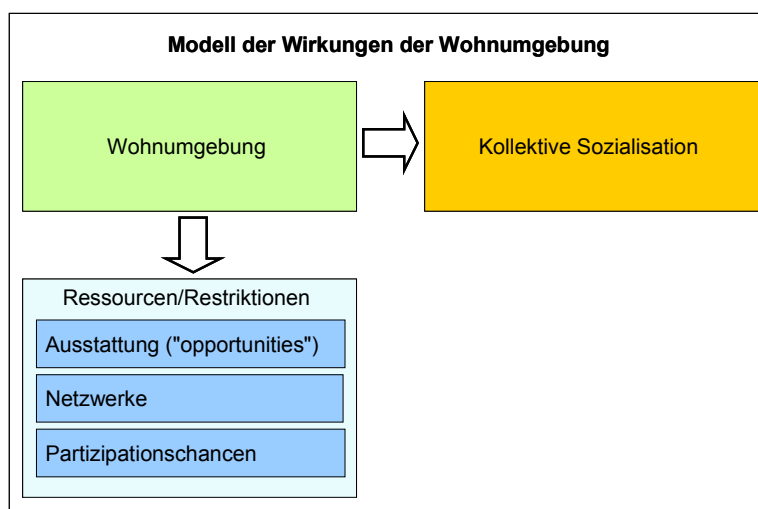 Modell der Wirkungen der Wohnumgebung
Wohnumgebung
Kollektive Sozialisation
Ressourcen/Restriktionen
Ausstattung ("opportunities")
Netzwerke
Partizipationschancen